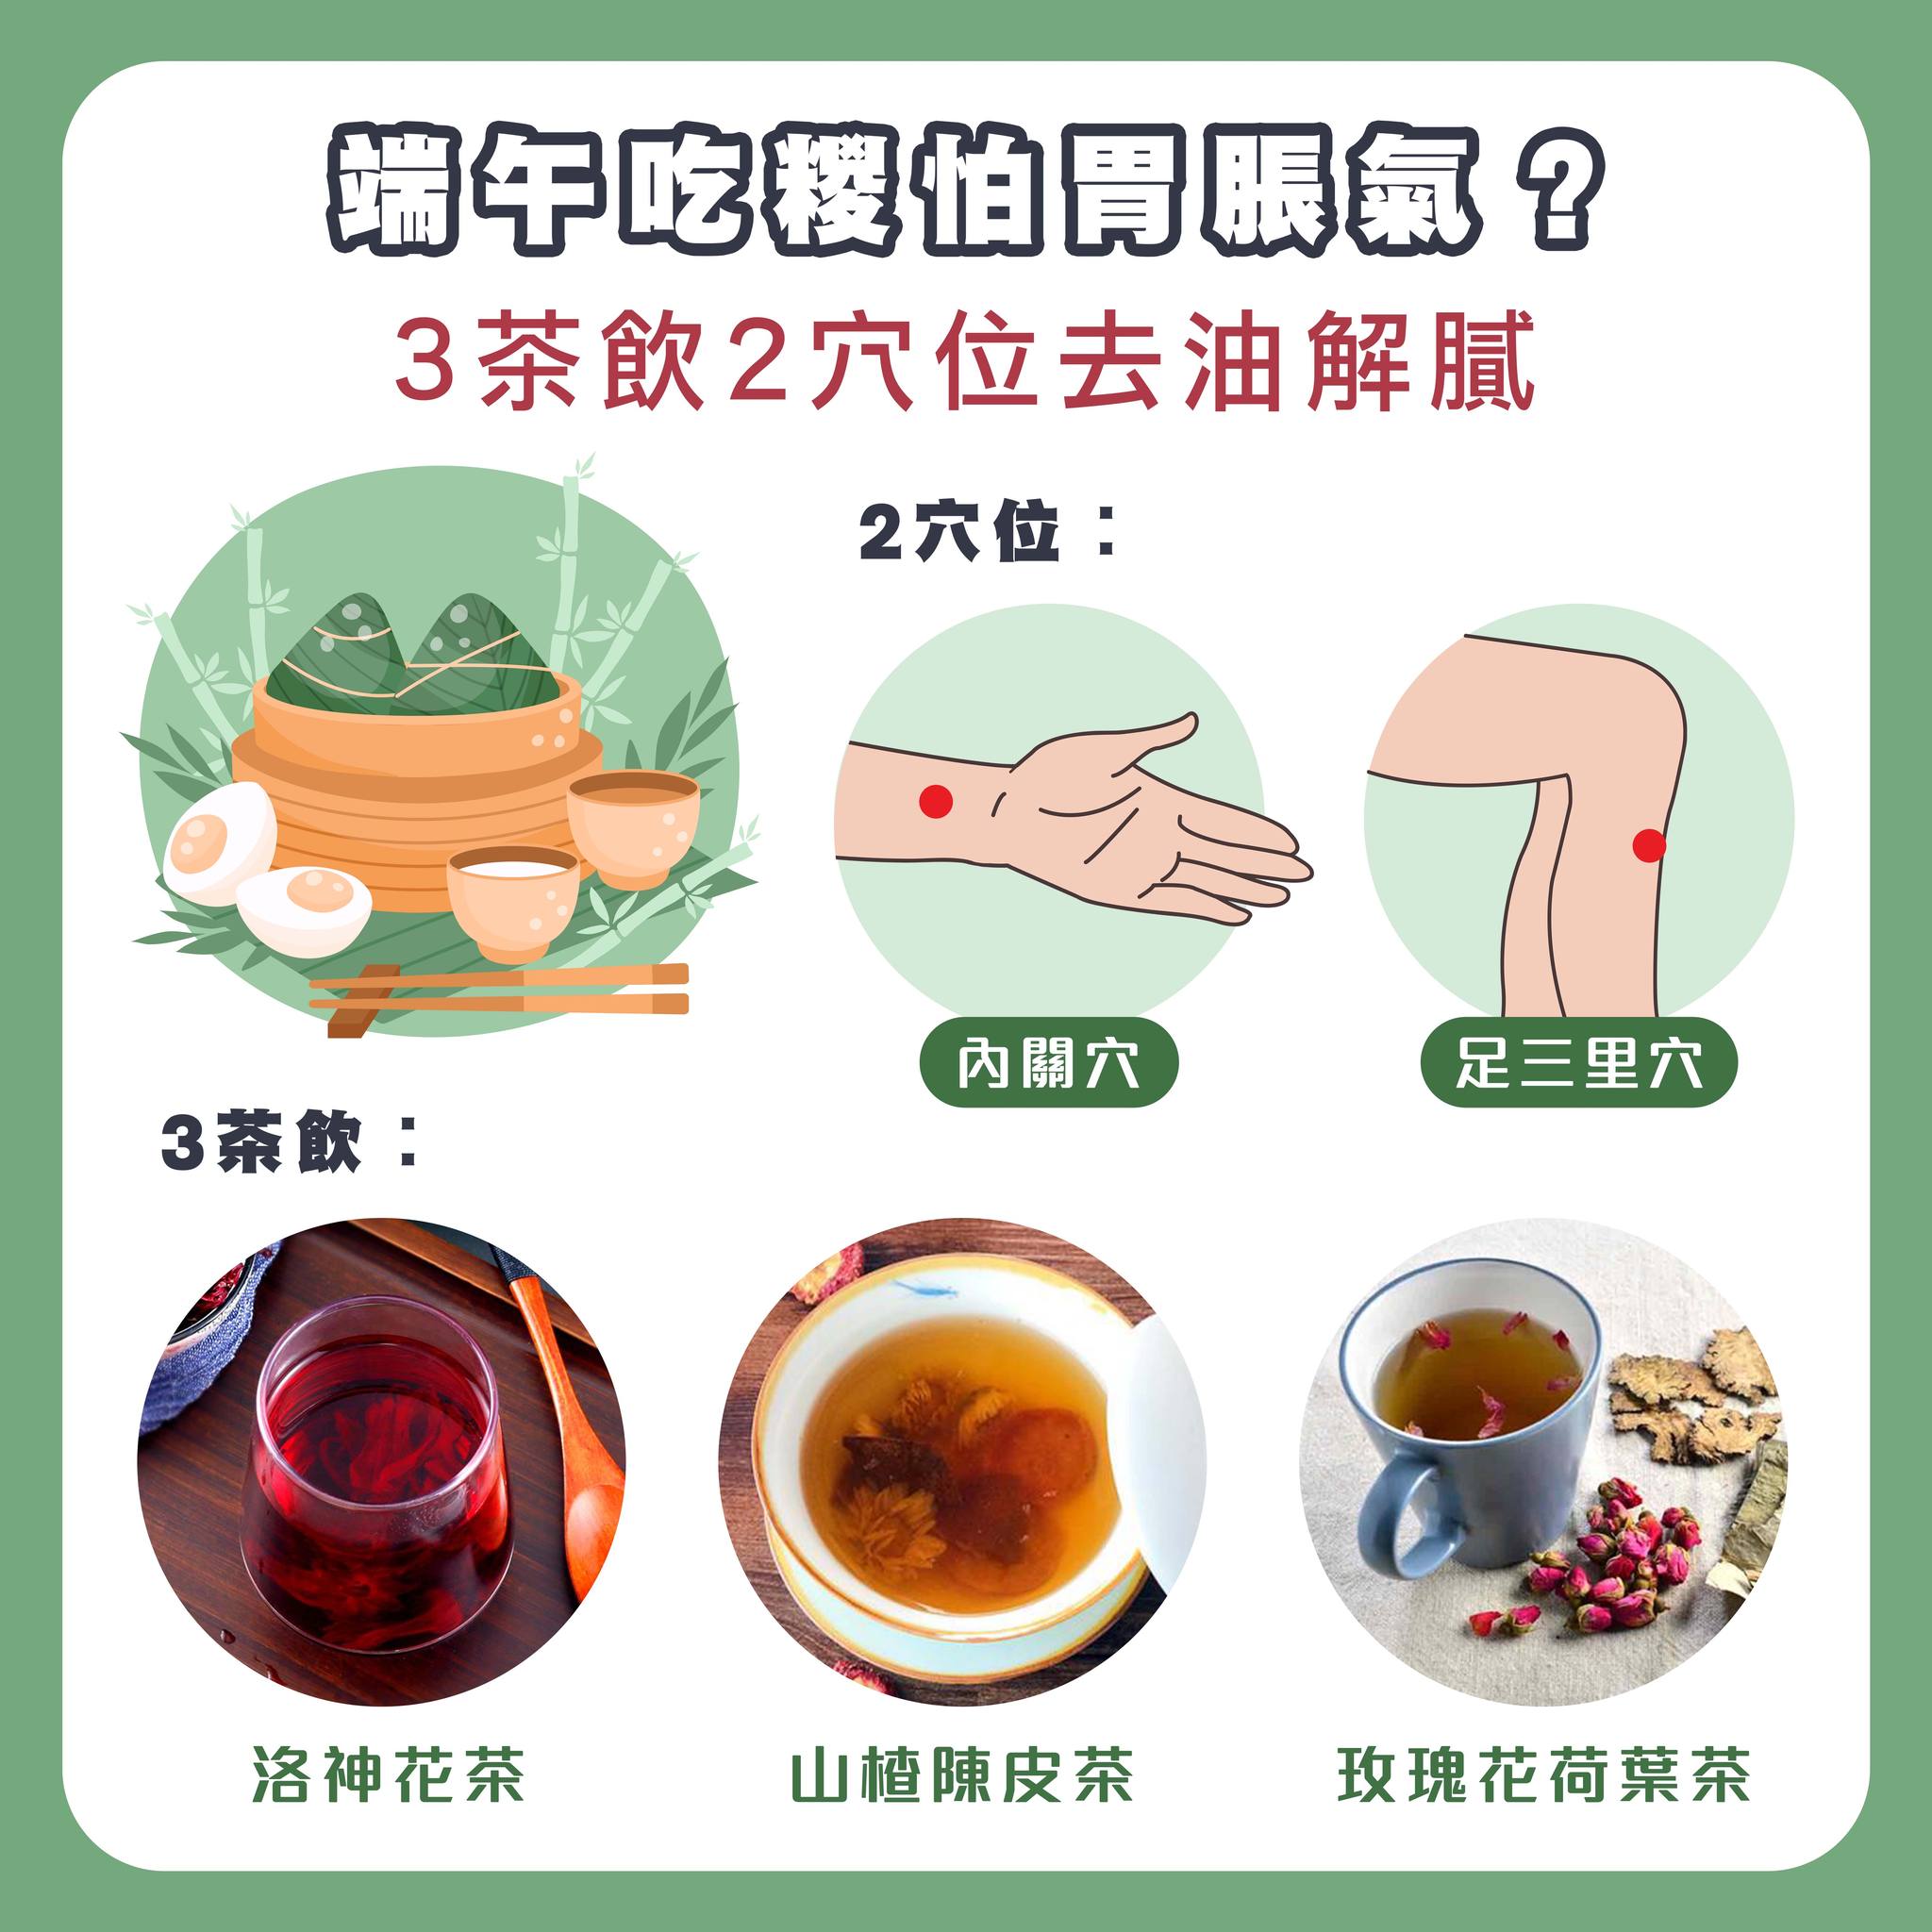 端午吃糉怕胃脹氣？
3茶飲2穴位去油解膩
2穴位：
內關穴
足三里穴
3茶飲：
洛神花茶
山楂陳皮茶
玫瑰花荷葉茶